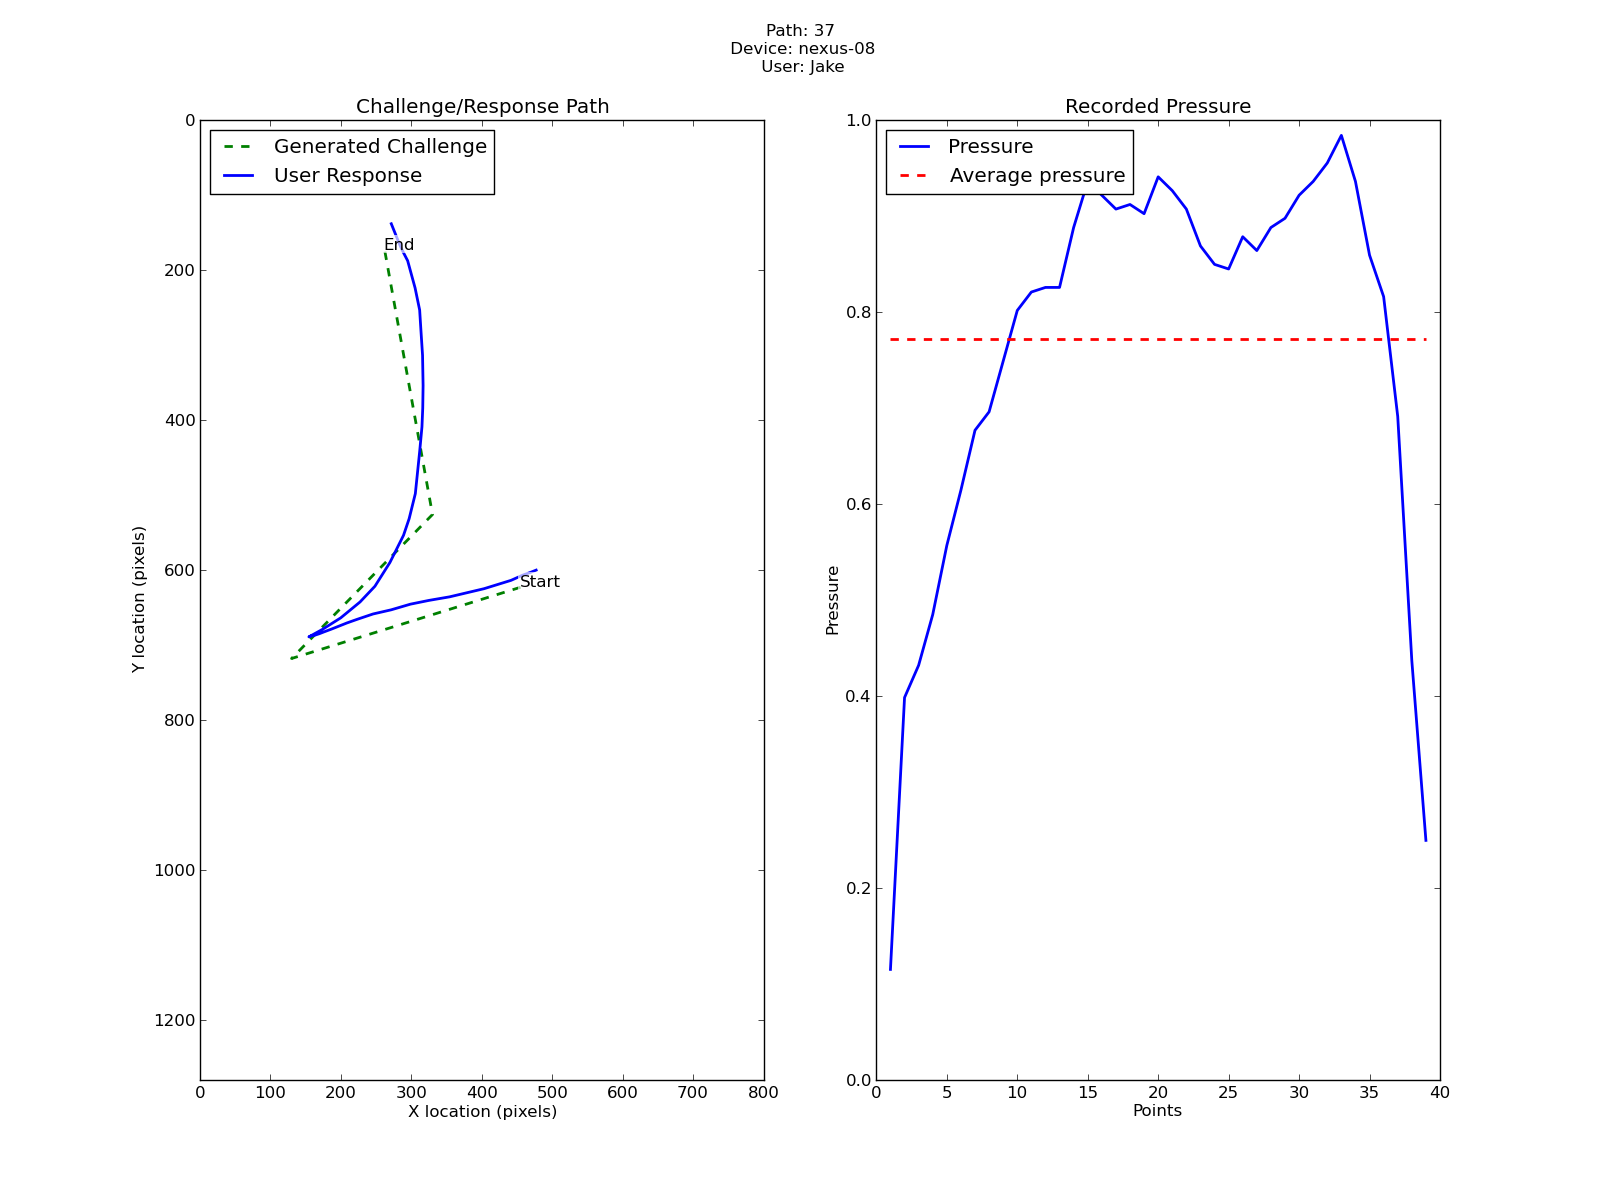 Path: 37
Device: nexus-08
User: Jake
Challenge/Response Path
Generated Challenge
User Response
End
Start
0
200
400
600
800
1000
1200
Y location (pixels)
0 100 200 300 400 500 600 700 800
X location (pixels)
Recorded Pressure
Pressure
Average pressure
1.0
0.8
0.6
0.4
0.2
0.0
Pressure
0 5 10 15 20 25 30 35 40
Points